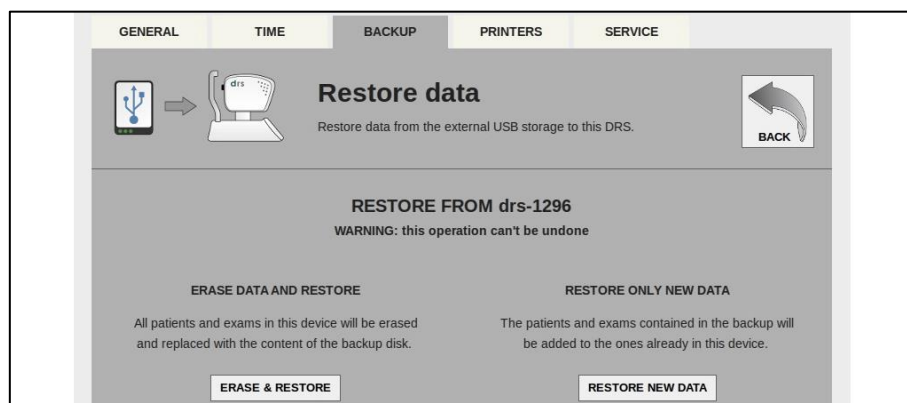 GENERAL TIME BACKUP PRINTERS SERVICE
drs
Restore data
Restore data from the external USB storage to this DRS.
BACK
RESTORE FROM drs-1296
WARNING: this operation can't be undone
ERASE DATA AND RESTORE
All patients and exams in this device will be erased
and replaced with the content of the backup disk.
ERASE & RESTORE
RESTORE ONLY NEW DATA
The patients and exams contained in the backup will
be added to the ones already in this device.
RESTORE NEW DATA